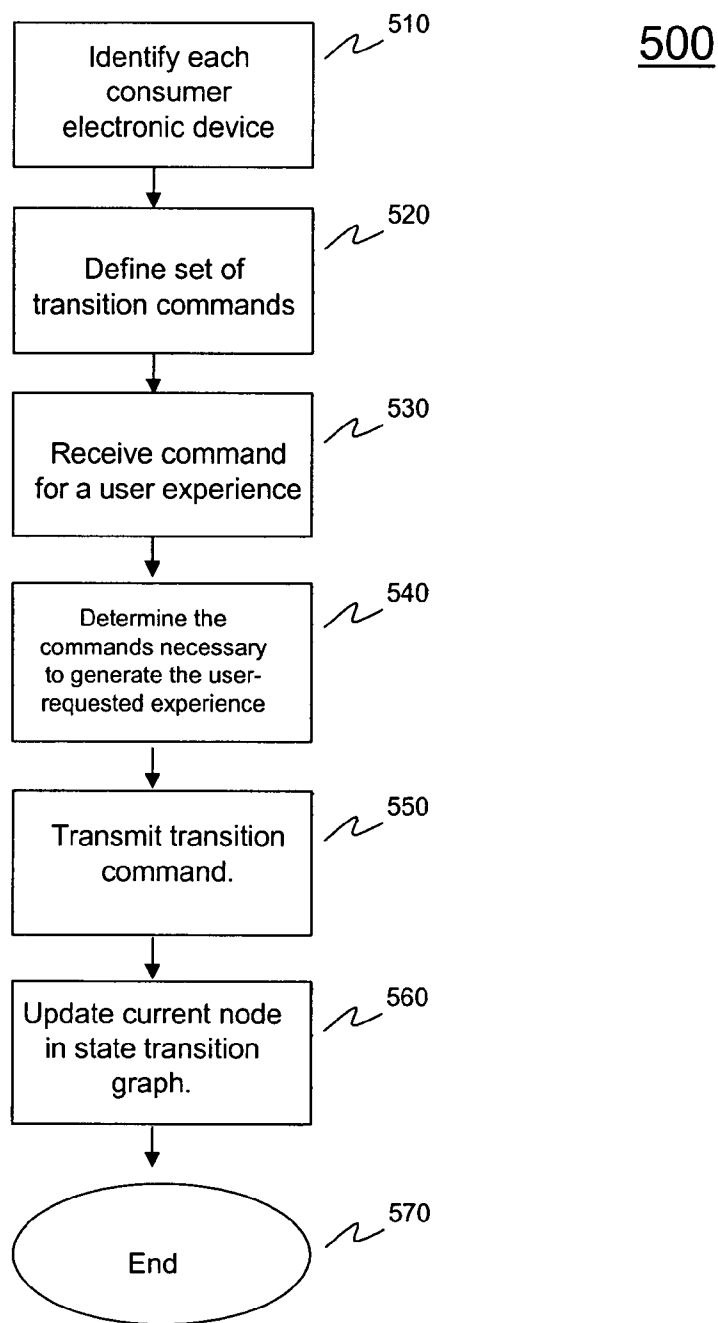 500
510
Identify each
consumer
electronic device
520
Define set of
transition commands
530
Receive command
for a user experience
540
Determine the
commands necessary
to generate the user-
requested experience
550
Transmit transition
command.
560
Update current node
in state transition
graph.
570
End